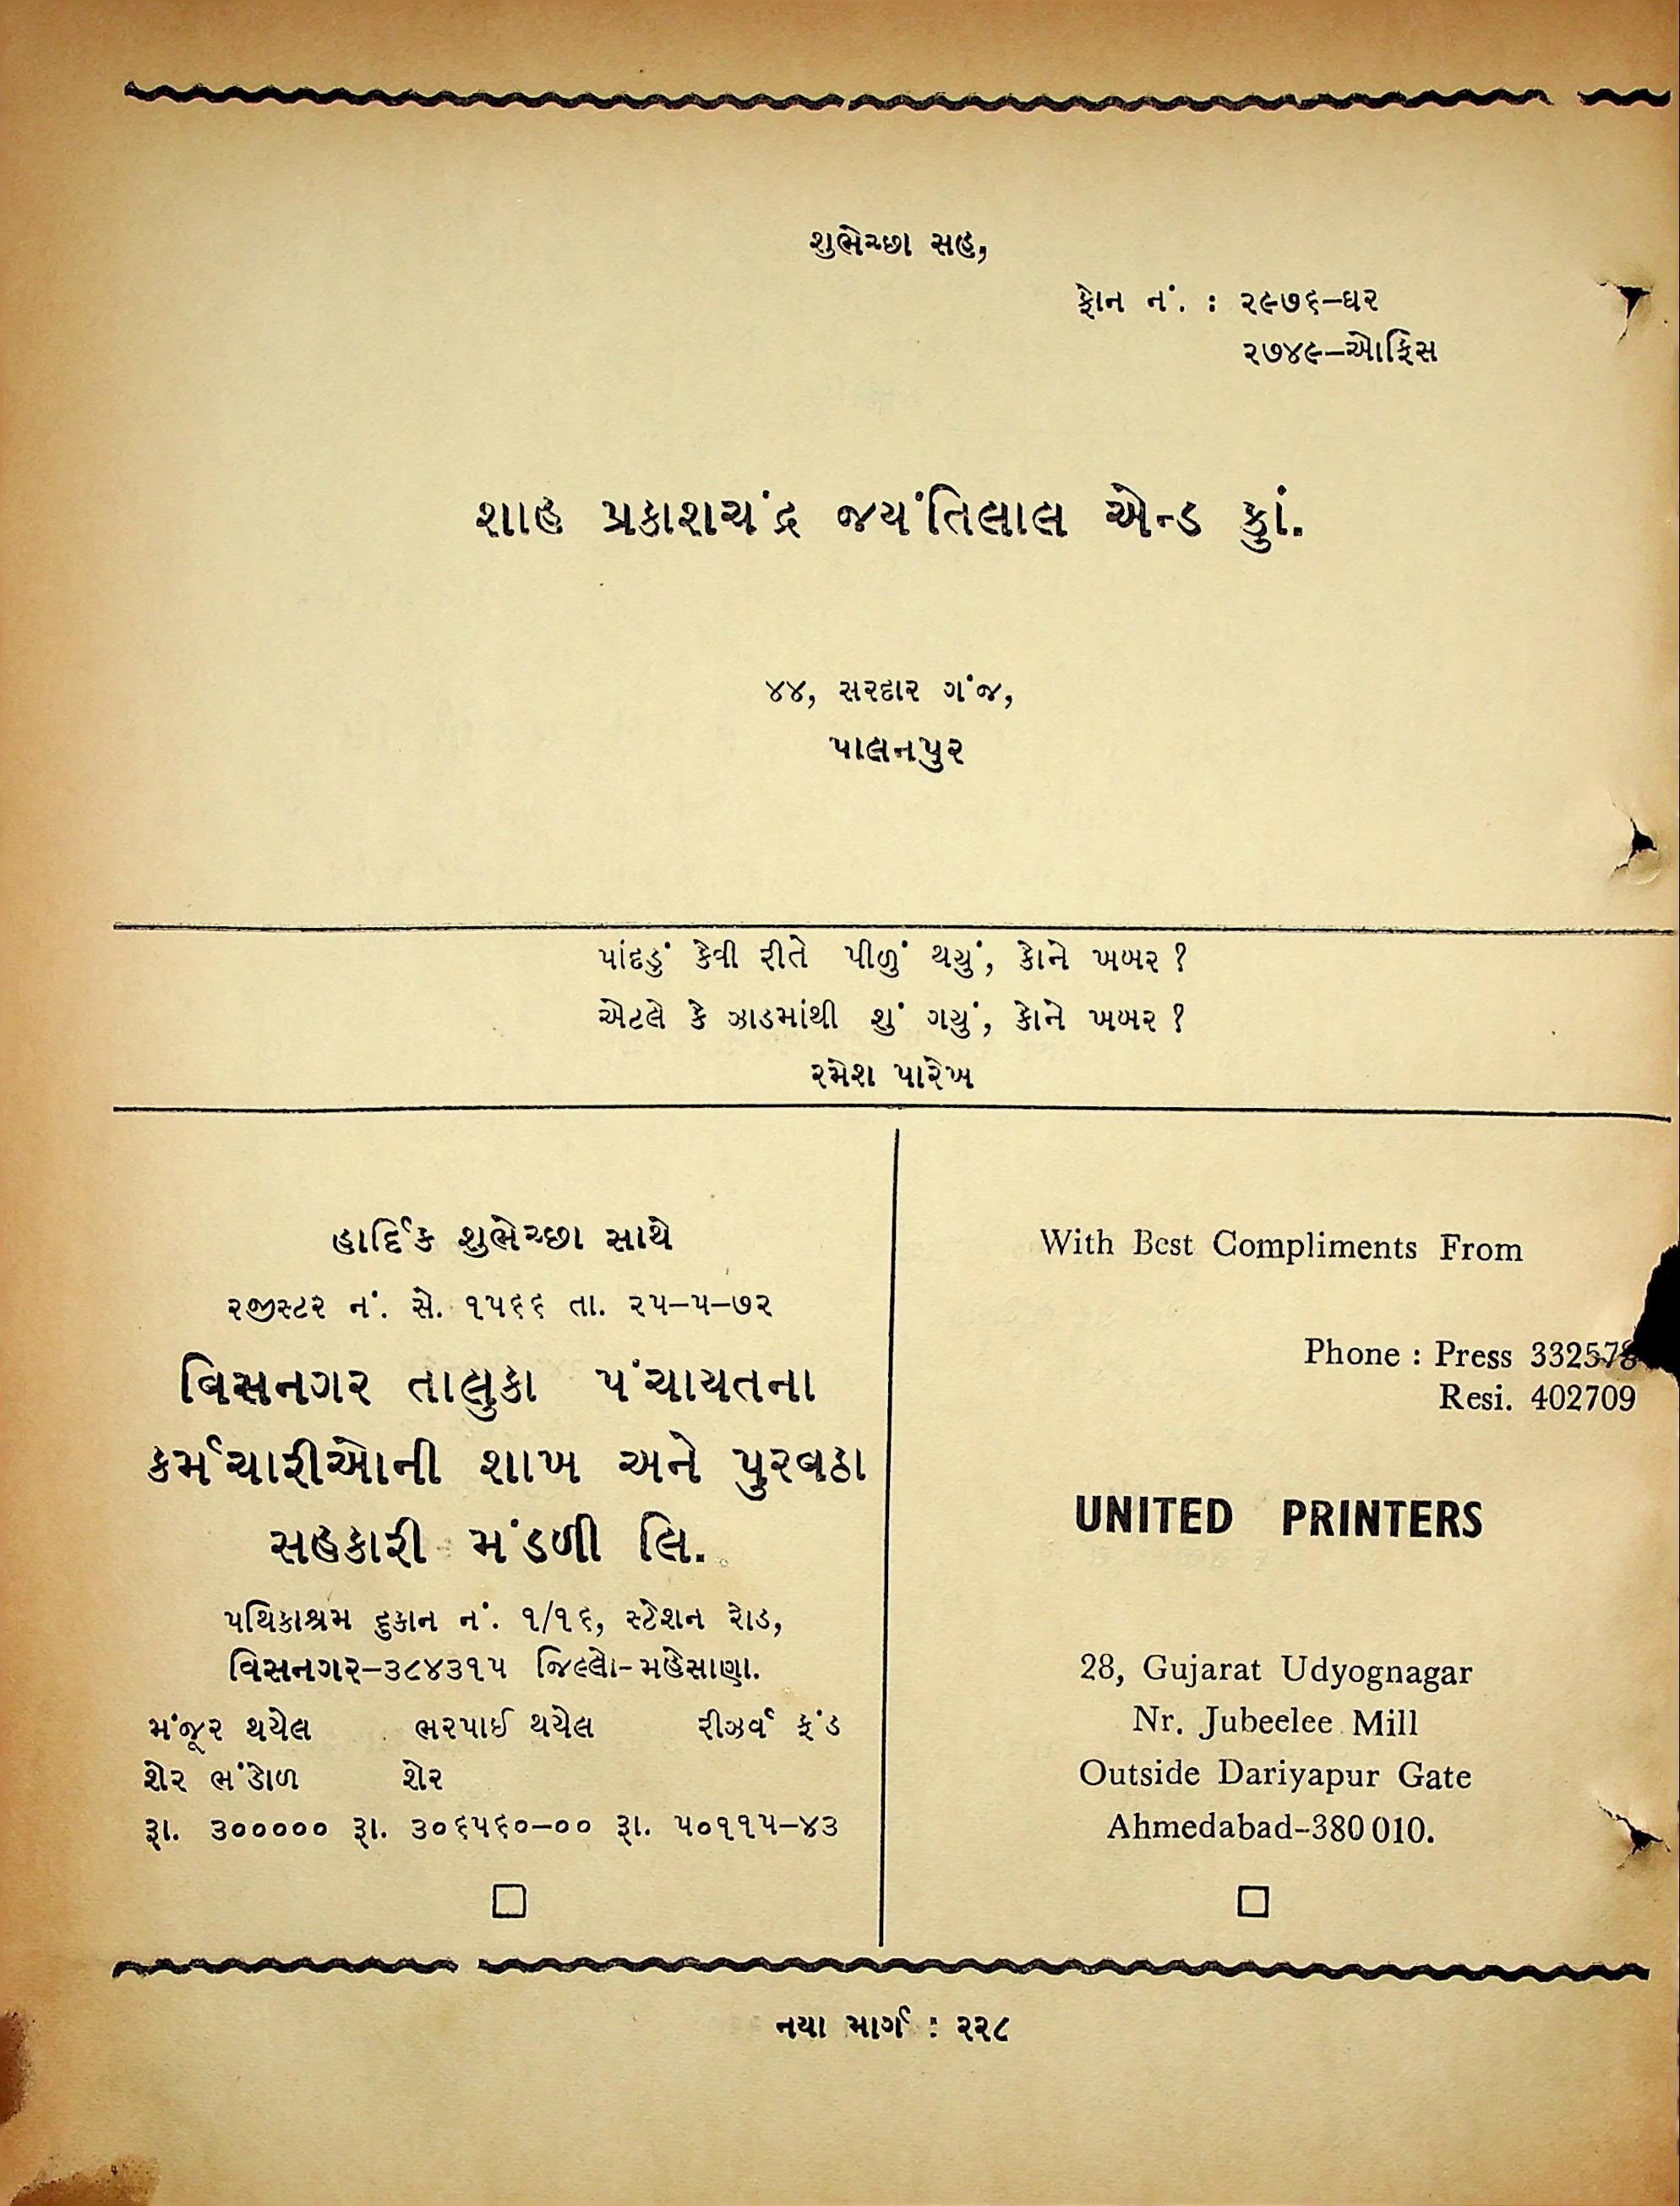 શુભેચ્છા સહ,
ફોન નં. : ૨૯૭૬–ઘર
૨૭૪૯–ઓફિસ
શાહ પ્રકાશચંદ્ર જયંતિલાલ એન્ડ કુાં.
૪૪, સરદાર ગંજ,
પાલનપુર
પાંદડું કેવી રીતે પીળું થયું, કોને ખબર ?
એટલે કે ઝાડમાંથી શું ગયું, કોને ખબર ?
રમેશ પારેખ
હાર્દિક શુભેચ્છા સાથે
રજીસ્ટર નં. સે. ૧૫૬૬ તા. ૨૫–૫–૭૨
વિસનગર તાલુકા પંચાયતના
કર્મચારીઓની શાખ અને પુરવઠા
સહકારી મંડળી લિ.
પથિકાશ્રમ દુકાન નં. ૧/૧૬, સ્ટેશન રોડ,
વિસનગર–૩૮૪૩૧૫ જિલ્લો-મહેસાણા.
મંજૂર થયેલ ભરપાઈ થયેલ રીઝર્વ ફંડ
શેર ભંડોળ શેર
રૂા. ૩૦૦૦૦૦ રૂા. ૩૦૬૫૬૦–૦૦ રૂા. ૫૦૧૧૫–૪૩
With Best Compliments From
Phone : Press 332578
Resi. 402709
UNITED PRINTERS
28, Gujarat Udyognagar
Nr. Jubeelee Mill
Outside Dariyapur Gate
Ahmedabad-380 010.
નયા માર્ગ : ૨૨૮